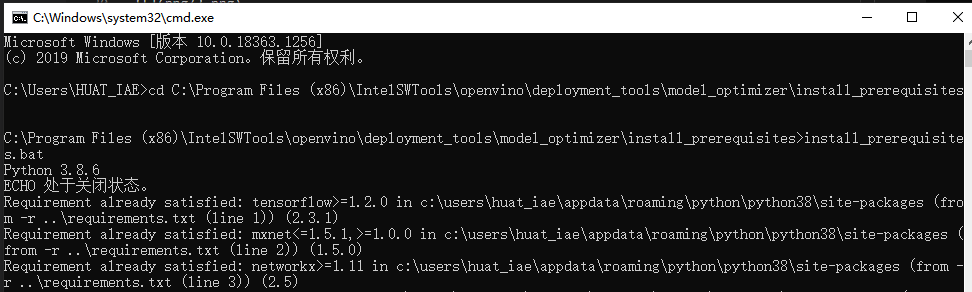 C:\Windows\system32\cmd.exe
Microsoft Windows [版本 10.0.18363.1256]
(c) 2019 Microsoft Corporation。保留所有权利。
C:\Users\HUAT_IAE>cd C:\Program Files (x86)\IntelSWTools\openvino\deployment_tools\model_optimizer\install_prerequisites
C:\Program Files (x86)\IntelSWTools\openvino\deployment_tools\model_optimizer\install_prerequisites>install_prerequisite
s.bat
Python 3.8.6
ECHO 处于关闭状态。
Requirement already satisfied: tensorflow>=1.2.0 in c:\users\huat_iae\appdata\roaming\python\python38\site-packages (fro
m -r ..\requirements.txt (line 1)) (2.3.1)
Requirement already satisfied: mxnet<=1.5.1,>=1.0.0 in c:\users\huat_iae\appdata\roaming\python\python38\site-packages (
from -r ..\requirements.txt (line 2)) (1.5.0)
Requirement already satisfied: networkx>=1.11 in c:\users\huat_iae\appdata\roaming\python\python38\site-packages (from -
r ..\requirements.txt (line 3)) (2.5)